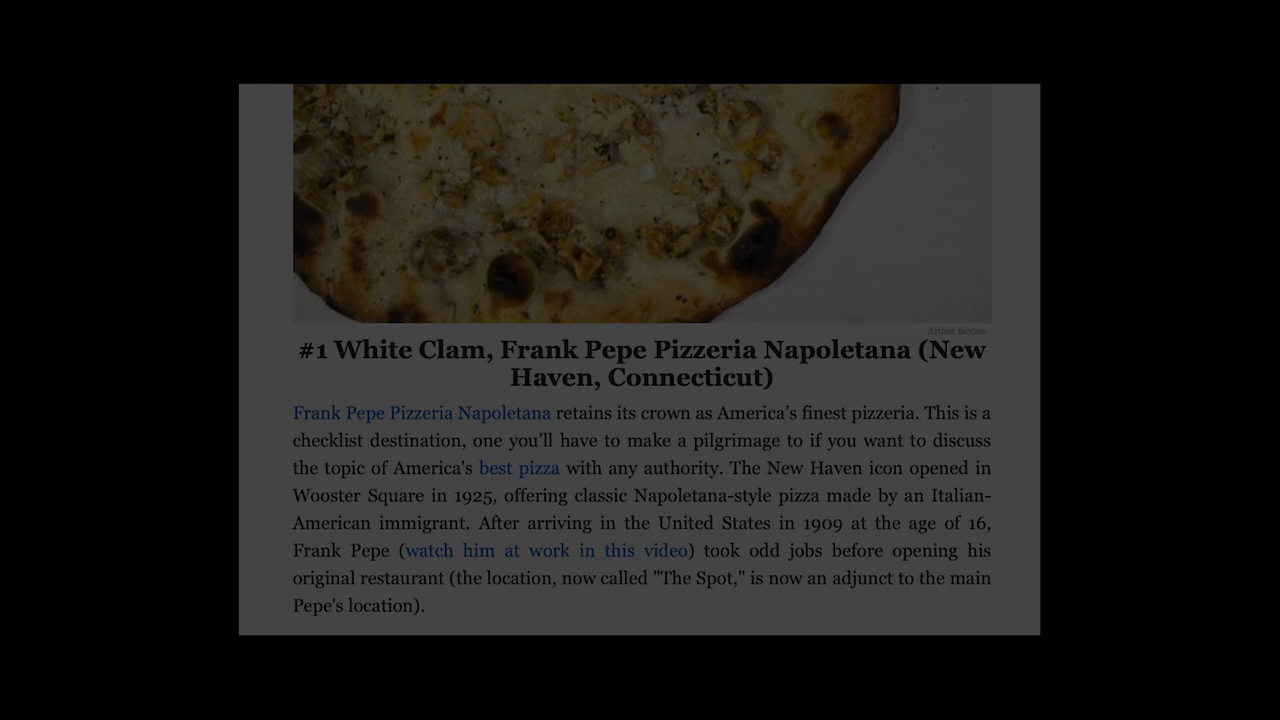 Arthur Bovino
#1 White Clam, Frank Pepe Pizzeria Napoletana (New
Haven, Connecticut)
Frank Pepe Pizzeria Napoletana retains its crown as America’s finest pizzeria. This is a
checklist destination, one you’ll have to make a pilgrimage to if you want to discuss
the topic of America's best pizza with any authority. The New Haven icon opened in
Wooster Square in 1925, offering classic Napoletana-style pizza made by an Italian-
American immigrant. After arriving in the United States in 1909 at the age of 16,
Frank Pepe (watch him at work in this video) took odd jobs before opening his
original restaurant (the location, now called "The Spot," is now an adjunct to the main
Pepe's location).